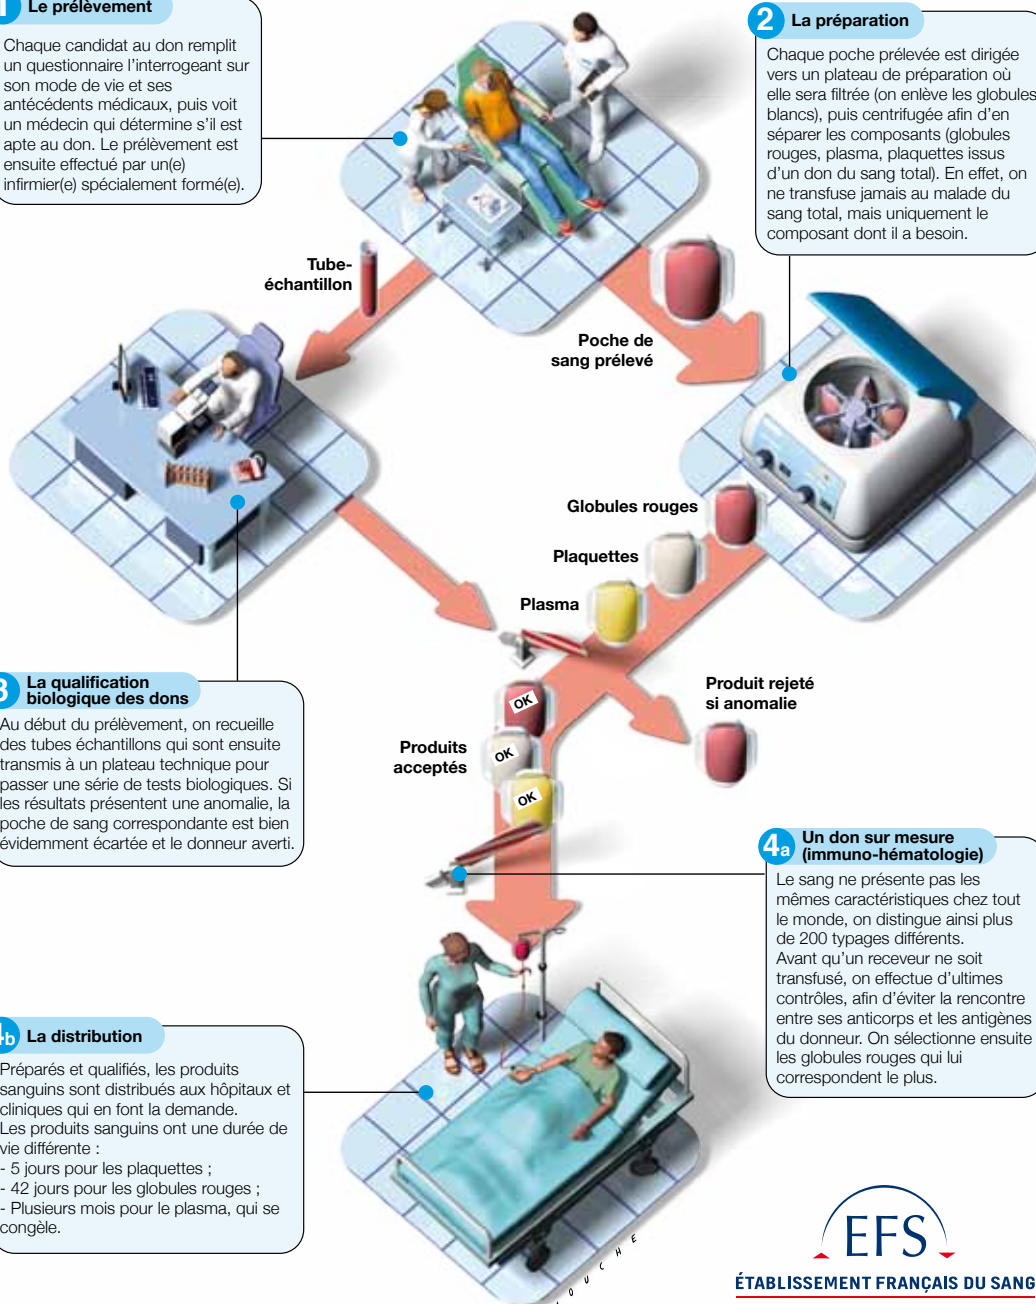 1 Le prélèvement
Chaque candidat au don remplit
un questionnaire l'interrogeant sur
son mode de vie et ses
antécédents médicaux, puis voit
un médecin qui détermine s'il est
apte au don. Le prélèvement est
ensuite effectué par un(e)
infirmier(e) spécialement formé(e).
2 La préparation
Chaque poche prélevée est dirigée
vers un plateau de préparation où
elle sera filtrée (on enlève les globules
blancs), puis centrifugée afin d'en
séparer les composants (globules
rouges, plasma, plaquettes issus
d'un don du sang total). En effet, on
ne transfuse jamais au malade du
sang total, mais uniquement le
composant dont il a besoin.
Tube-
échantillon
Poche de
sang prélevé
Globules rouges
Plaquettes
Plasma
3 La qualification
biologique des dons
Au début du prélèvement, on recueille
des tubes échantillons qui sont ensuite
transmis à un plateau technique pour
passer une série de tests biologiques. Si
les résultats présentent une anomalie, la
poche de sang correspondante est bien
évidemment écartée et le donneur averti.
Produit rejeté
si anomalie
Produits
acceptés
OK
OK
OK
4a Un don sur mesure
(immuno-hématologie)
Le sang ne présente pas les
mêmes caractéristiques chez tout
le monde, on distingue ainsi plus
de 200 typages différents.
Avant qu'un receveur ne soit
transfusé, on effectue d'ultimes
contrôles, afin d'éviter la rencontre
entre ses anticorps et les antigènes
du donneur. On sélectionne ensuite
les globules rouges qui lui
correspondent le plus.
4b La distribution
Préparés et qualifiés, les produits
sanguins sont distribués aux hôpitaux et
cliniques qui en font la demande.
Les produits sanguins ont une durée de
vie différente :
- 5 jours pour les plaquettes ;
- 42 jours pour les globules rouges ;
- Plusieurs mois pour le plasma, qui se
congèle.
EFS
ÉTABLISSEMENT FRANÇAIS DU SANG